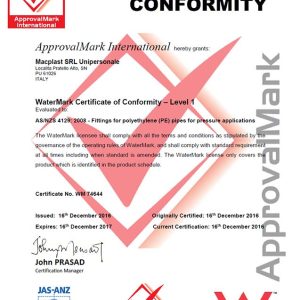 CONFORMITY
ApprovalMark
International
ApprovalMark International hereby grants:
Macplast SRL Unipersonale
Localita Pratello Alto, SN
PU 61026
ITALY
WaterMark Certificate of Conformity – Level 1
Evaluated to:
AS/NZS 4129: 2008 - Fittings for polyethylene (PE) pipes for pressure applications
The WaterMark licensee shall comply with all the terms and conditions as stipulated by the
governance of the operating rules of WaterMark, and shall comply with standard requirement
at all times including when standard is amended. The WaterMark license only covers the
product which is identified in the product schedule.
Certificate No. WM 74644
Issued: 16th December 2016
Originally Certified: 16th December 2016
Expires: 16th December 2017
Current Certification: 16th December 2016
John PRASAD
Certification Manager
JAS-ANZ
ApprovalMark